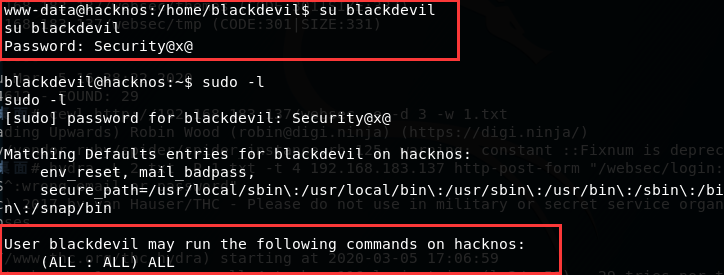 www-data@hacknos:/home/blackdevil$ su blackdevil
su blackdevil
Password: Security@x@
blackdevil@hacknos:~$ sudo -l
sudo -l
[sudo] password for blackdevil: Security@x@
Matching Defaults entries for blackdevil on hacknos:
env_reset, mail_badpass,
secure_path=/usr/local/sbin\:/usr/local/bin\:/usr/sbin\:/usr/bin\:/sbin\:/bi
n\:/snap/bin
User blackdevil may run the following commands on hacknos:
(ALL : ALL) ALL